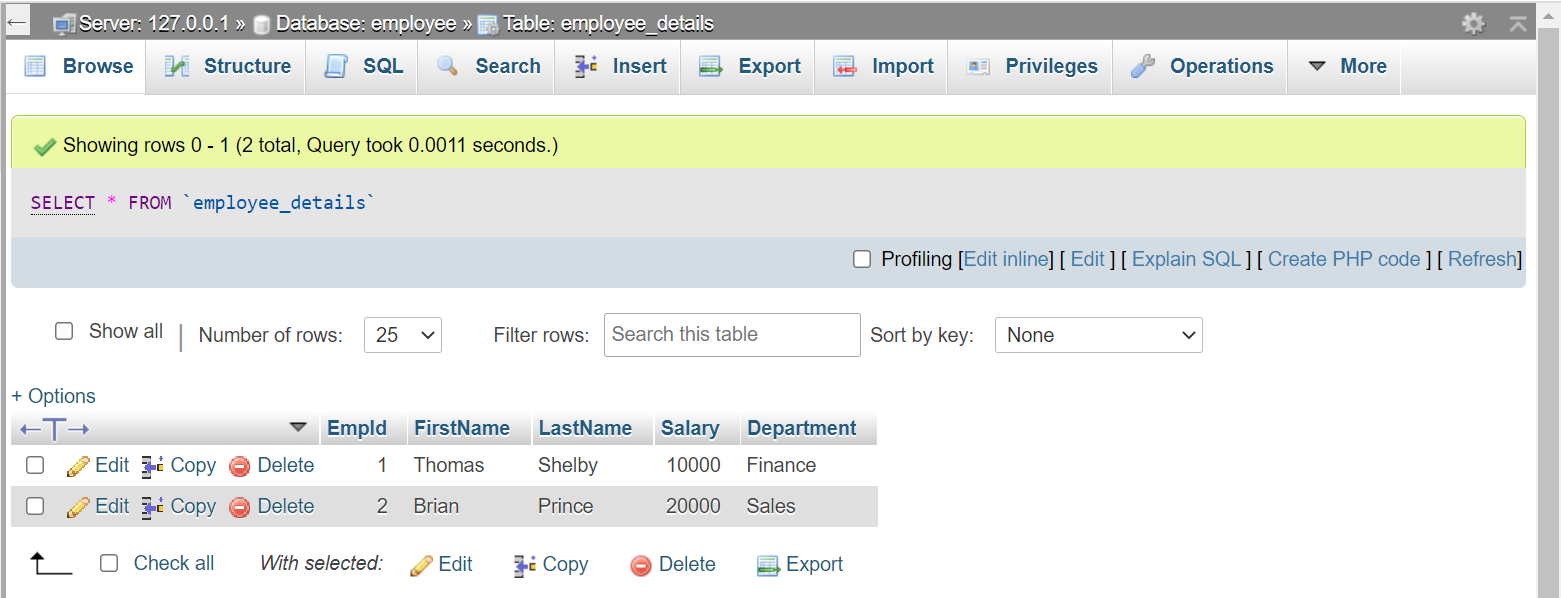 Server: 127.0.0.1 » Database: employee » Table: employee_details
Browse Structure SQL Search Insert Export Import Privileges Operations More
Showing rows 0 - 1 (2 total, Query took 0.0011 seconds.)
SELECT * FROM `employee_details`
Profiling [Edit inline] [ Edit ] [ Explain SQL ] [ Create PHP code ] [ Refresh]
Show all | Number of rows: 25 Filter rows: Search this table Sort by key: None
+ Options
←T→ EmpId FirstName LastName Salary Department
Edit Copy Delete 1 Thomas Shelby 10000 Finance
Edit Copy Delete 2 Brian Prince 20000 Sales
Check all With selected: Edit Copy Delete Export